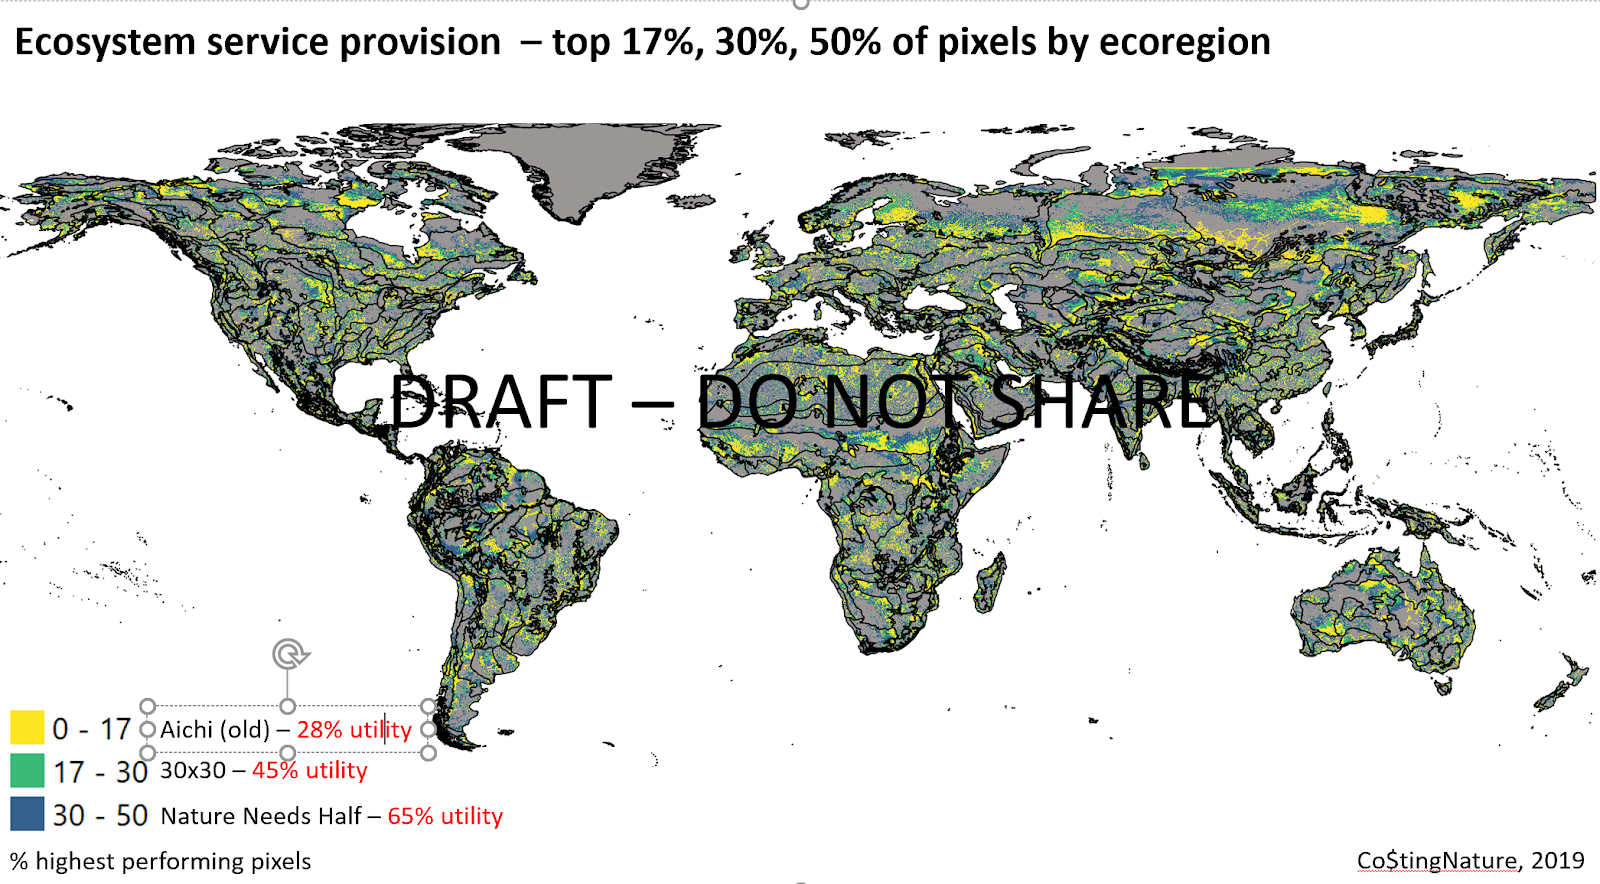 Ecosystem service provision – top 17%, 30%, 50% of pixels by ecoregion
DRAFT – DO NOT SHARE
0 - 17 Aichi (old) – 28% utility
17 - 30 30x30 – 45% utility
30 - 50 Nature Needs Half – 65% utility
% highest performing pixels
Co$tingNature, 2019